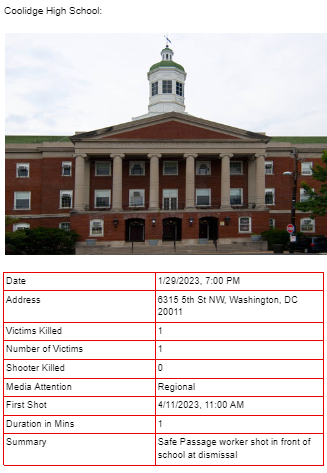 Coolidge High School:
Date 1/29/2023, 7:00 PM
Address 6315 5th St NW, Washington, DC
20011
Victims Killed 1
Number of Victims 1
Shooter Killed 0
Media Attention Regional
First Shot 4/11/2023, 11:00 AM
Duration in Mins 1
Summary Safe Passage worker shot in front of
school at dismissal